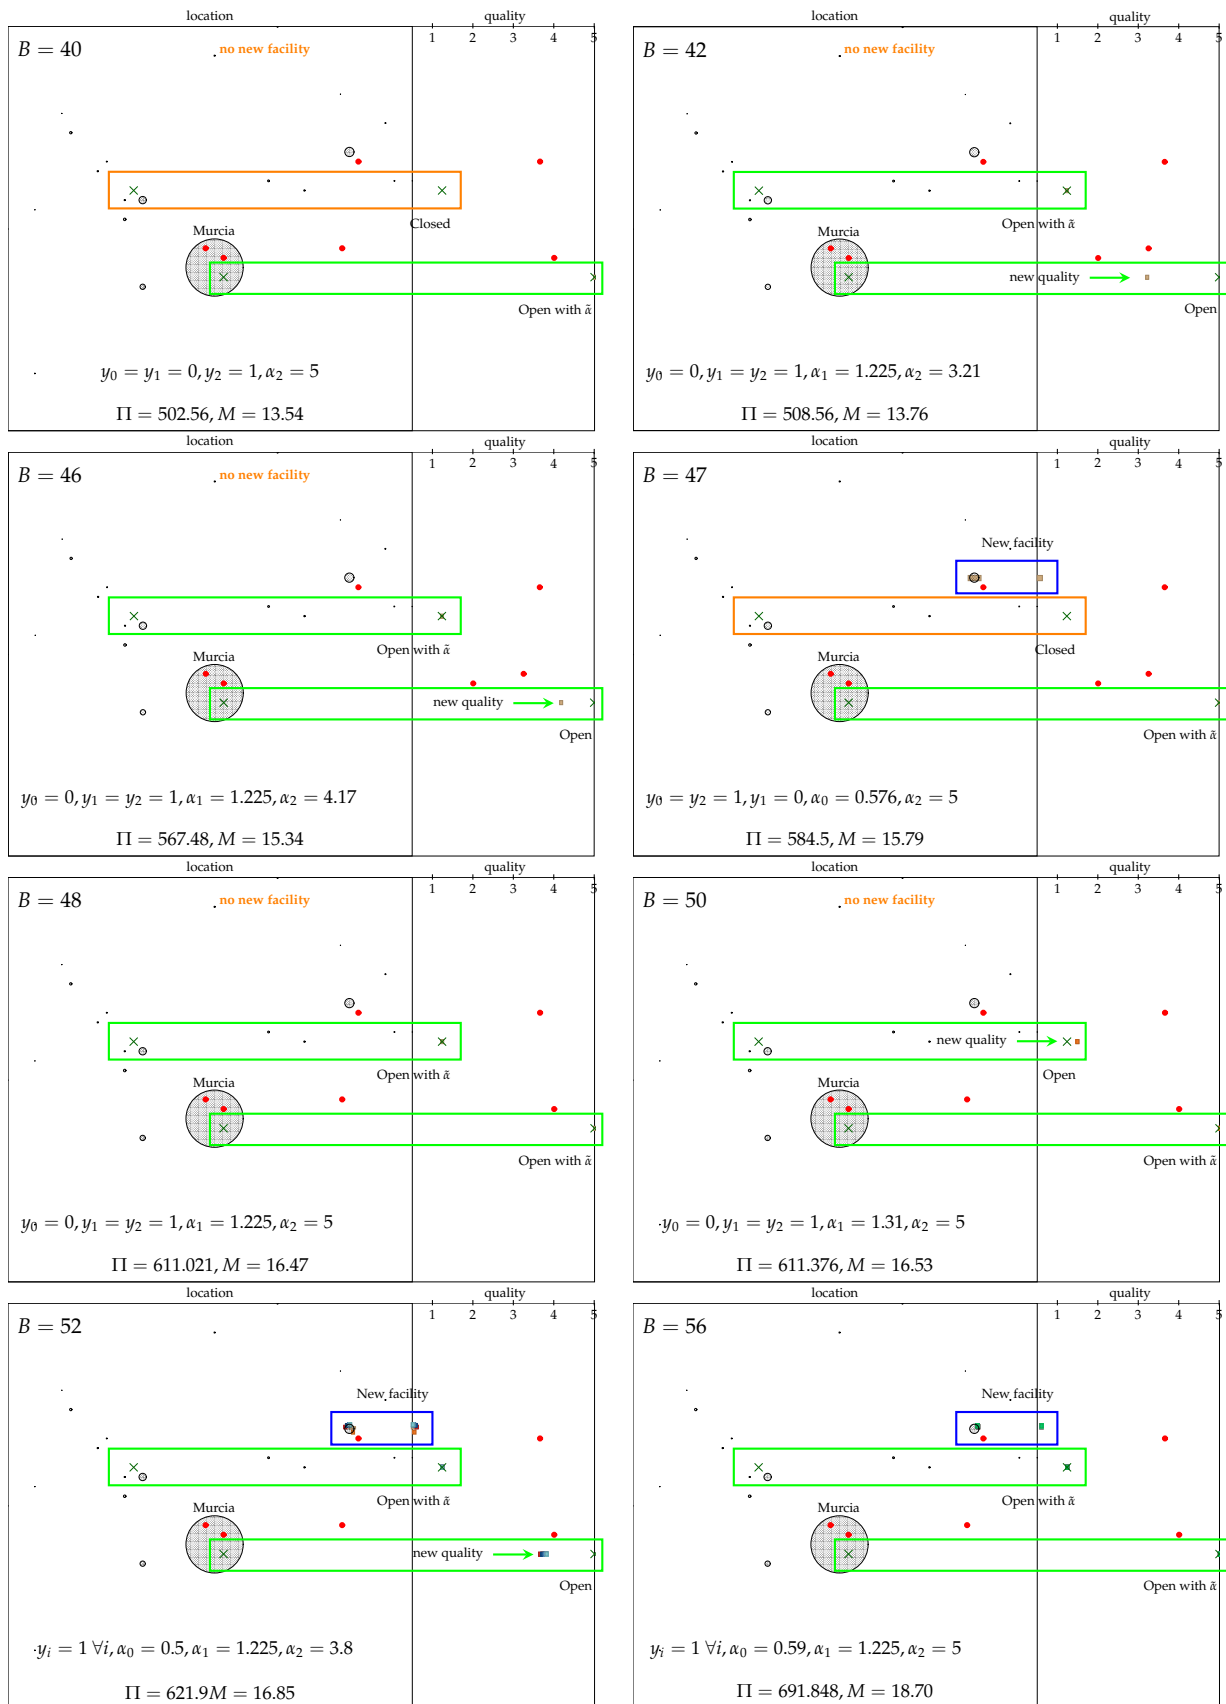 location quality
1 2 3 4 5
B = 40
no new facility
Closed
Murcia
Open with α̃
y₀ = y₁ = 0, y₂ = 1, α₂ = 5
Π = 502.56, M = 13.54
location quality
1 2 3 4 5
B = 42
no new facility
Open with α̃
Murcia
new quality
Open
y₀ = 0, y₁ = y₂ = 1, α₁ = 1.225, α₂ = 3.21
Π = 508.56, M = 13.76
location quality
1 2 3 4 5
B = 46
no new facility
Open with α̃
Murcia
new quality
Open
y₀ = 0, y₁ = y₂ = 1, α₁ = 1.225, α₂ = 4.17
Π = 567.48, M = 15.34
location quality
1 2 3 4 5
B = 47
New facility
Closed
Murcia
Open with α̃
y₀ = y₂ = 1, y₁ = 0, α₀ = 0.576, α₂ = 5
Π = 584.5, M = 15.79
location quality
1 2 3 4 5
B = 48
no new facility
Open with α̃
Murcia
Open with α̃
y₀ = 0, y₁ = y₂ = 1, α₁ = 1.225, α₂ = 5
Π = 611.021, M = 16.47
location quality
1 2 3 4 5
B = 50
no new facility
new quality
Open
Murcia
Open with α̃
y₀ = 0, y₁ = y₂ = 1, α₁ = 1.31, α₂ = 5
Π = 611.376, M = 16.53
location quality
1 2 3 4 5
B = 52
New facility
Open with α̃
Murcia
new quality
Open
yᵢ = 1 ∀i, α₀ = 0.5, α₁ = 1.225, α₂ = 3.8
Π = 621.9M = 16.85
location quality
1 2 3 4 5
B = 56
New facility
Open with α̃
Murcia
Open with α̃
yᵢ = 1 ∀i, α₀ = 0.59, α₁ = 1.225, α₂ = 5
Π = 691.848, M = 18.70